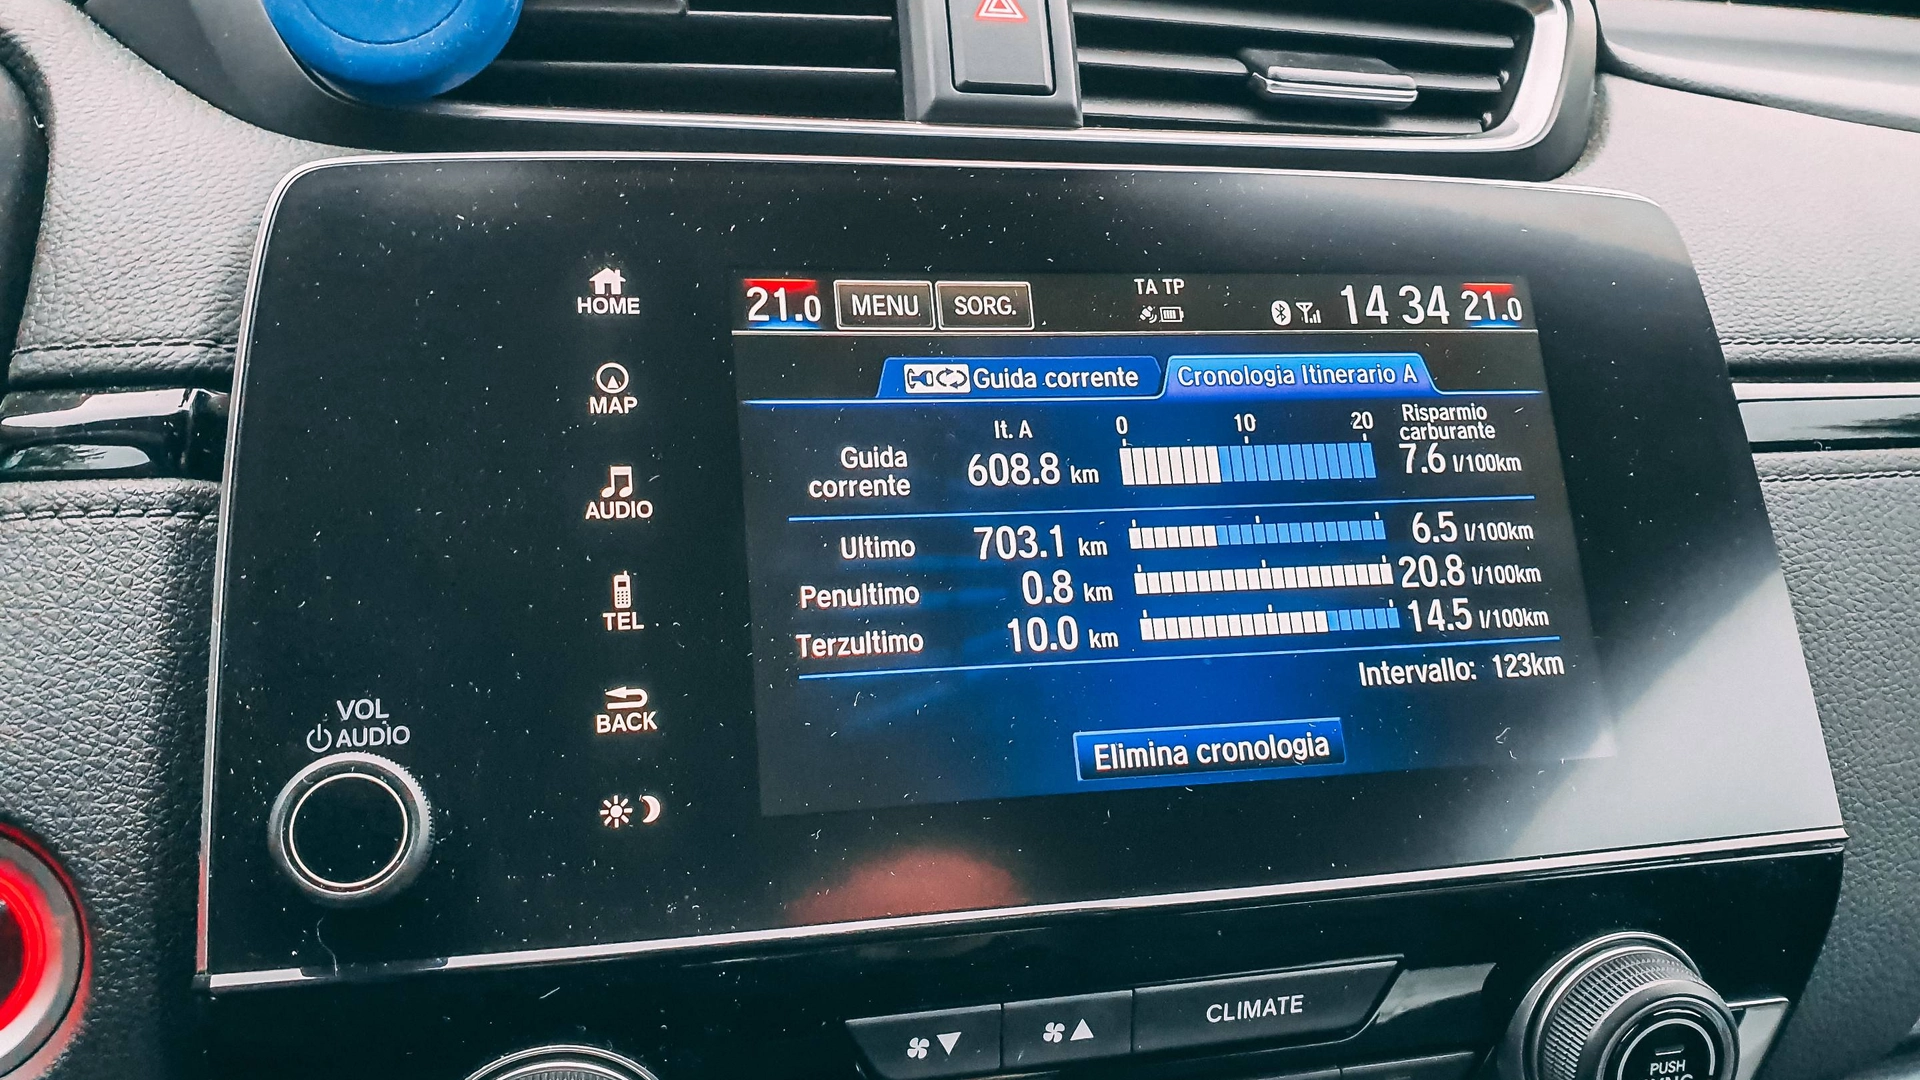 HOME
MAP
AUDIO
TEL
BACK
VOL
AUDIO
21.0 MENU SORG. TA TP 14 34 21.0
Guida corrente Cronologia Itinerario A
It. A 0 10 20 Risparmio
carburante
Guida
corrente 608.8 km 7.6 l/100km
Ultimo 703.1 km 6.5 l/100km
Penultimo 0.8 km 20.8 l/100km
Terzultimo 10.0 km 14.5 l/100km
Intervallo: 123km
Elimina cronologia
CLIMATE
PUSH